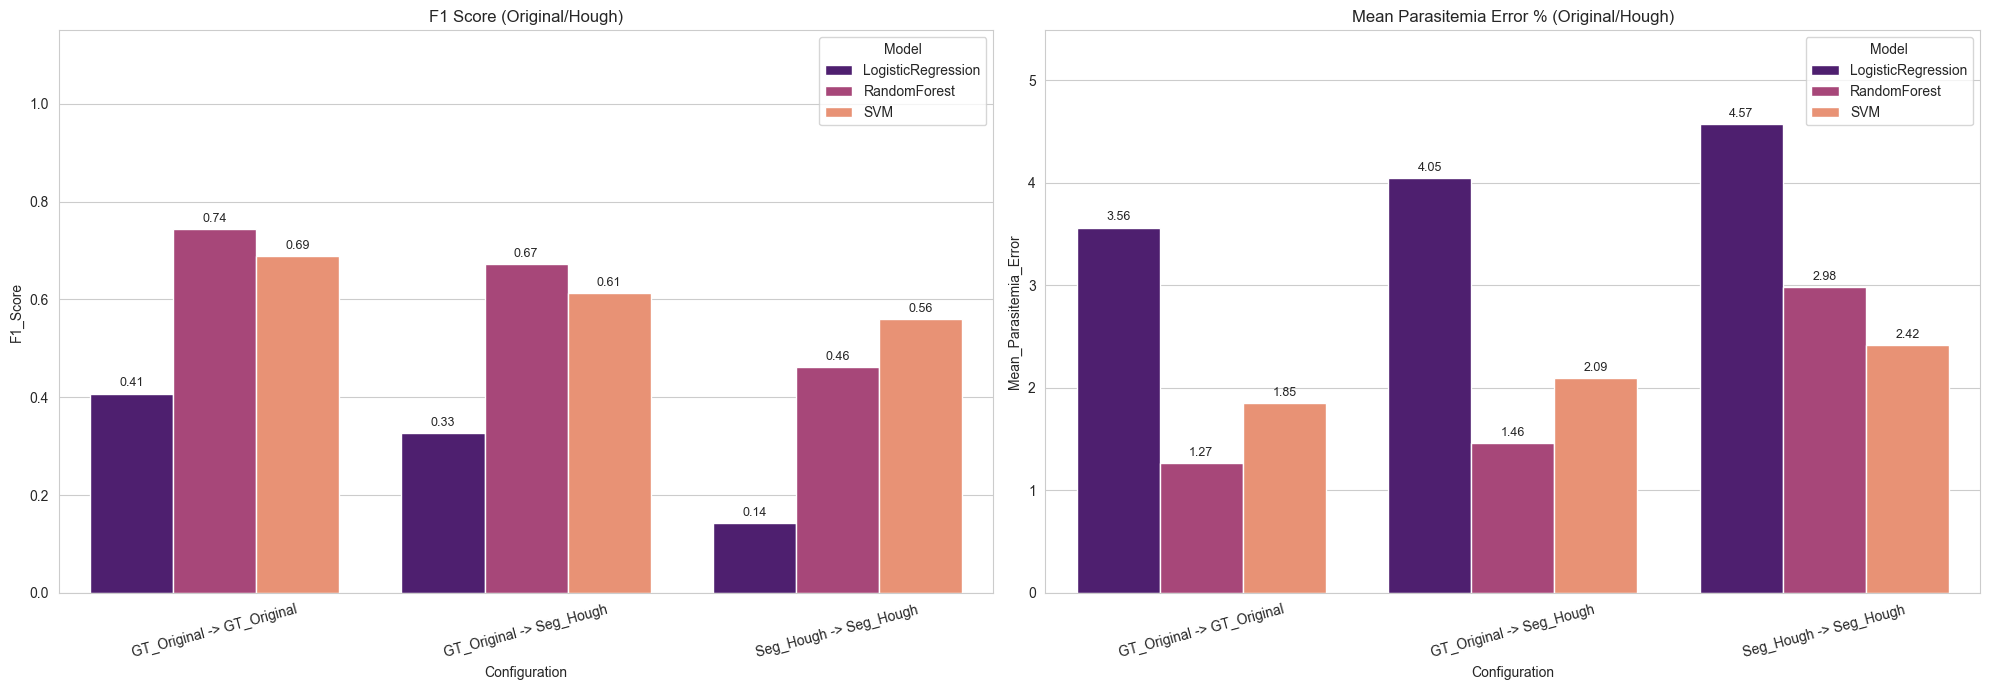 F1 Score (Original/Hough)
Model
LogisticRegression
RandomForest
SVM
F1_Score
1.0
0.8
0.6
0.4
0.2
0.0
0.41
0.74
0.69
0.33
0.67
0.61
0.14
0.46
0.56
GT_Original -> GT_Original
GT_Original -> Seg_Hough
Seg_Hough -> Seg_Hough
Configuration
Mean Parasitemia Error % (Original/Hough)
Model
LogisticRegression
RandomForest
SVM
Mean_Parasitemia_Error
5
4
3
2
1
0
3.56
1.27
1.85
4.05
1.46
2.09
4.57
2.98
2.42
GT_Original -> GT_Original
GT_Original -> Seg_Hough
Seg_Hough -> Seg_Hough
Configuration